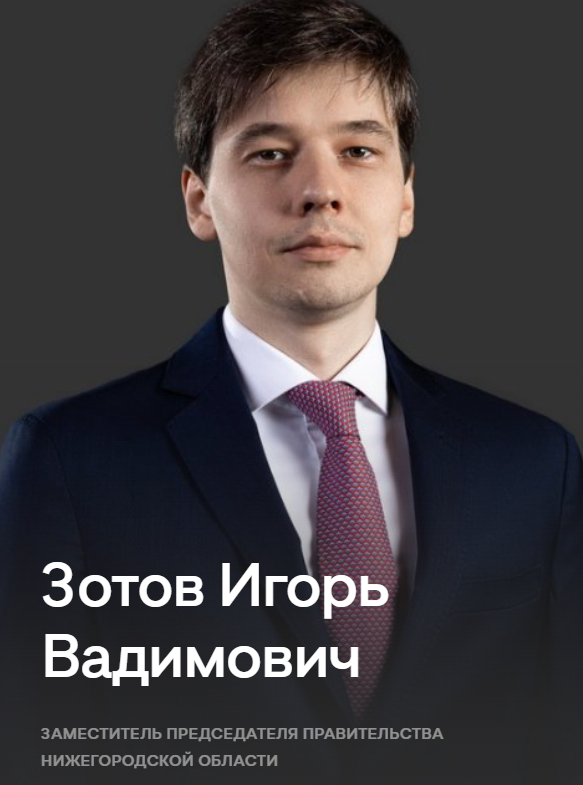 Зотов Игорь
Вадимович
ЗАМЕСТИТЕЛЬ ПРЕДСЕДАТЕЛЯ ПРАВИТЕЛЬСТВА
НИЖЕГОРОДСКОЙ ОБЛАСТИ